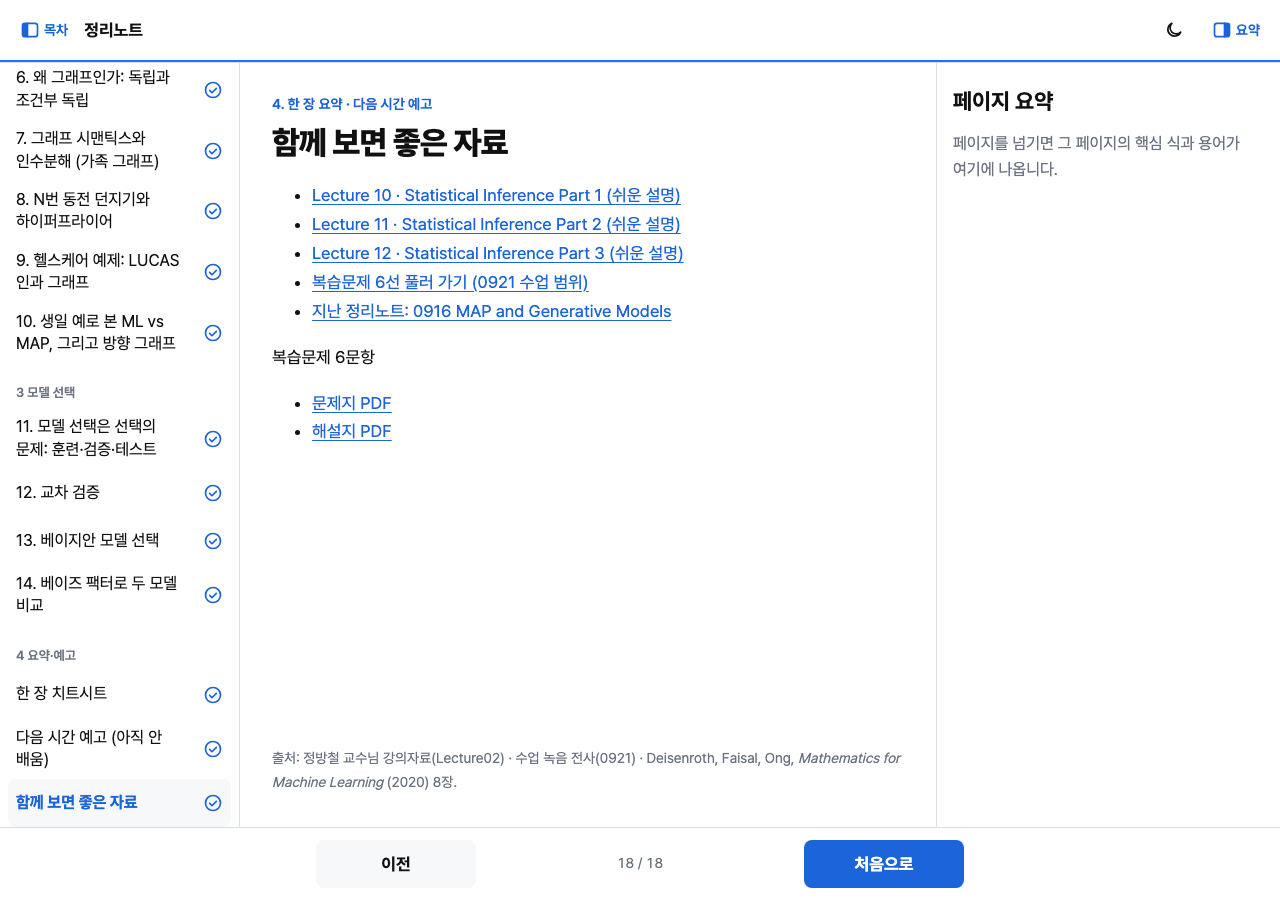 목차 정리노트 요약
6. 왜 그래프인가: 독립과
조건부 독립
7. 그래프 시맨틱스와
인수분해 (가족 그래프)
8. N번 동전 던지기와
하이퍼프라이어
9. 헬스케어 예제: LUCAS
인과 그래프
10. 생일 예로 본 ML vs
MAP, 그리고 방향 그래프
3 모델 선택
11. 모델 선택은 선택의
문제: 훈련·검증·테스트
12. 교차 검증
13. 베이지안 모델 선택
14. 베이즈 팩터로 두 모델
비교
4 요약·예고
한 장 치트시트
다음 시간 예고 (아직 안
배움)
함께 보면 좋은 자료
4. 한 장 요약 · 다음 시간 예고
함께 보면 좋은 자료
Lecture 10 · Statistical Inference Part 1 (쉬운 설명)
Lecture 11 · Statistical Inference Part 2 (쉬운 설명)
Lecture 12 · Statistical Inference Part 3 (쉬운 설명)
복습문제 6선 풀러 가기 (0921 수업 범위)
지난 정리노트: 0916 MAP and Generative Models
복습문제 6문항
문제지 PDF
해설지 PDF
출처: 정방철 교수님 강의자료(Lecture02) · 수업 녹음 전사(0921) · Deisenroth, Faisal, Ong, Mathematics for
Machine Learning (2020) 8장.
페이지 요약
페이지를 넘기면 그 페이지의 핵심 식과 용어가
여기에 나옵니다.
이전 18 / 18 처음으로